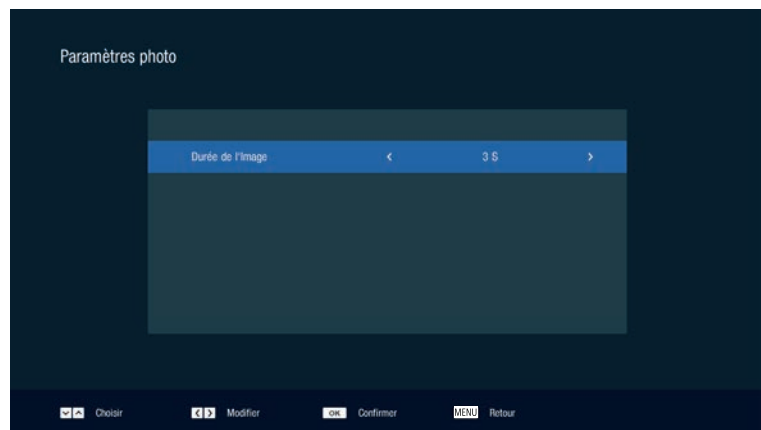 Paramètres photo
Durée de l'Image < 3 S >
Choisir Modifier OK Confirmer MENU Retour